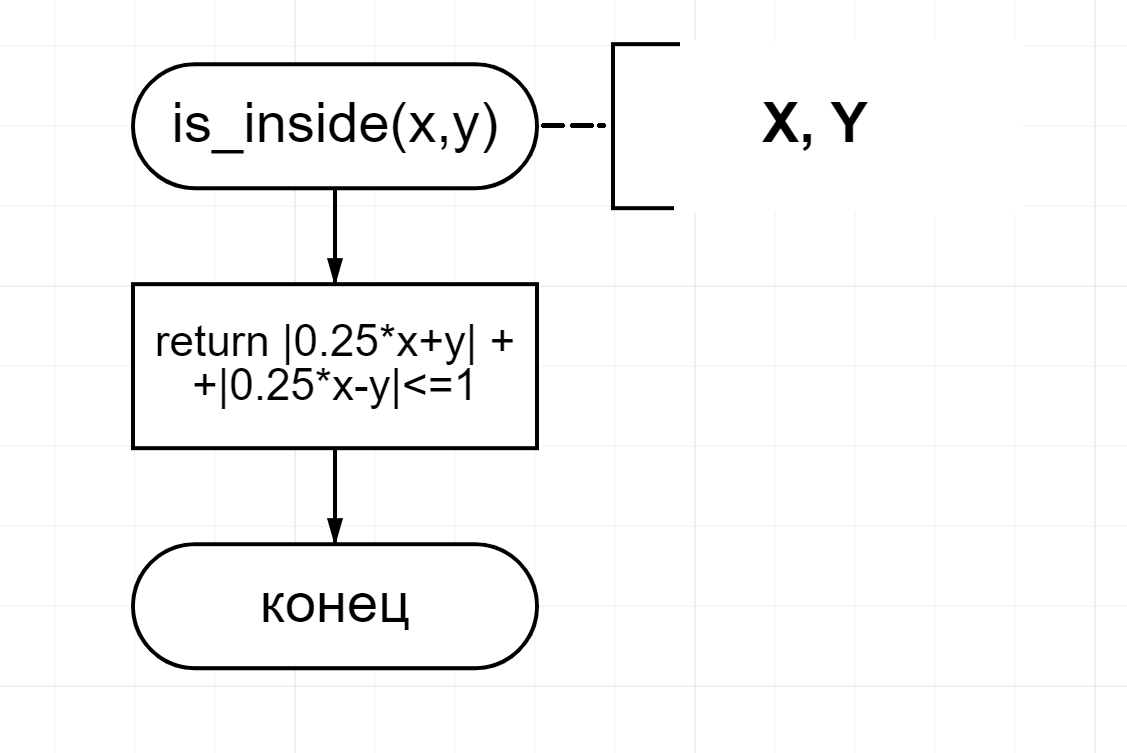 is_inside(x,y)
X, Y
return |0.25*x+y| +
+|0.25*x-y|<=1
конец